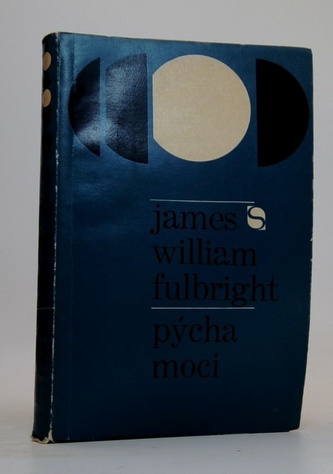 james S
william
fulbright
pýcha
moci